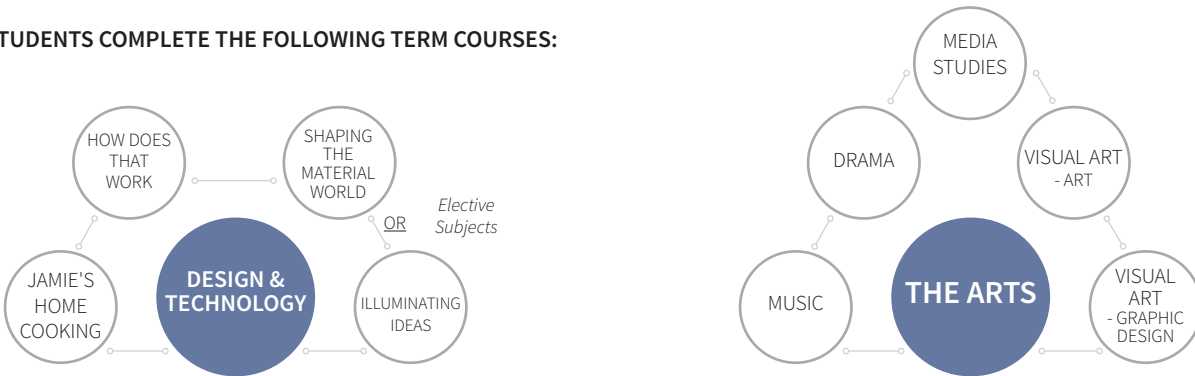 TUDENTS COMPLETE THE FOLLOWING TERM COURSES:
HOW DOES
THAT
WORK
SHAPING
THE
MATERIAL
WORLD
OR
Elective
Subjects
JAMIE'S
HOME
COOKING
DESIGN &
TECHNOLOGY
ILLUMINATING
IDEAS
MEDIA
STUDIES
DRAMA
VISUAL ART
- ART
MUSIC
THE ARTS
VISUAL
ART
- GRAPHIC
DESIGN